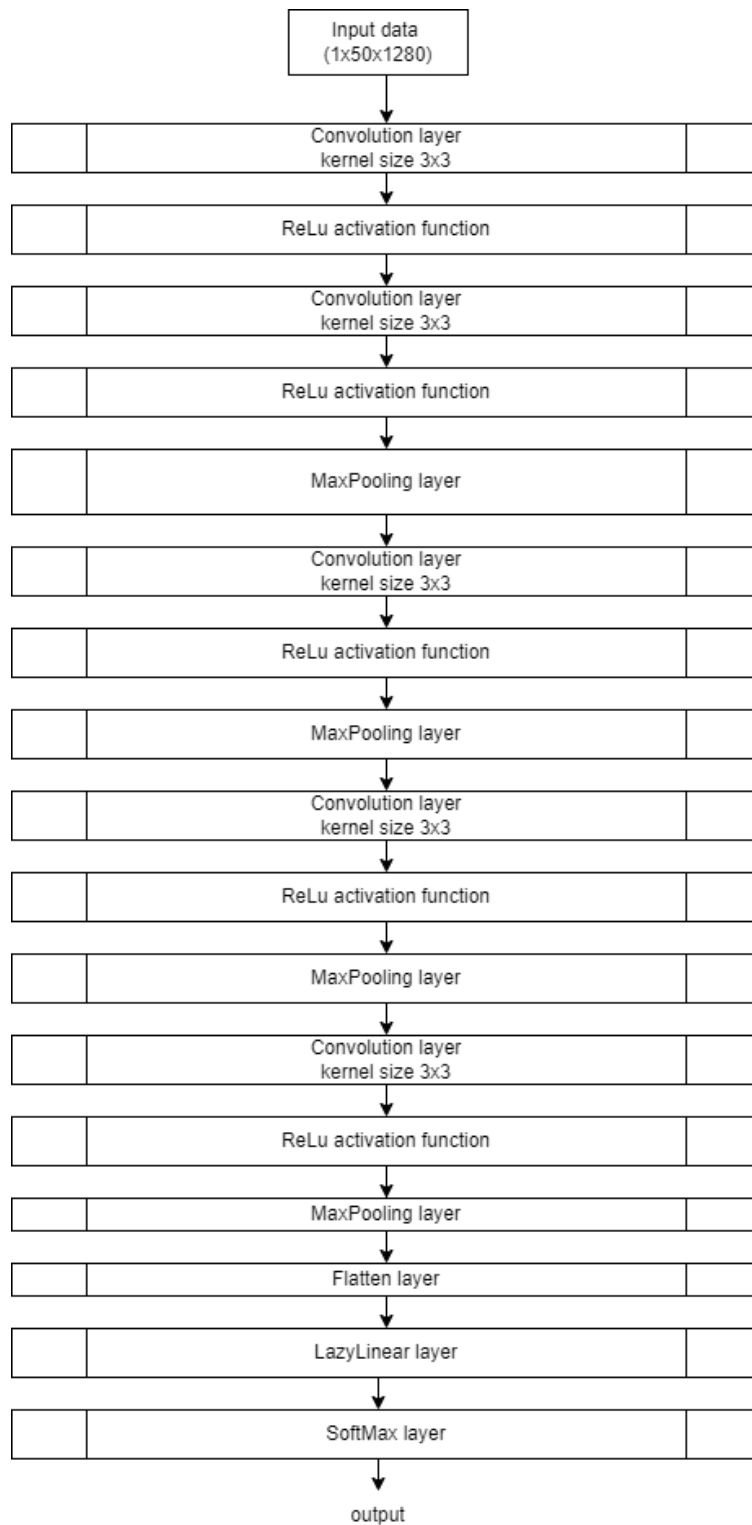 Input data
(1x50x1280)
Convolution layer
kernel size 3x3
ReLu activation function
Convolution layer
kernel size 3x3
ReLu activation function
MaxPooling layer
Convolution layer
kernel size 3x3
ReLu activation function
MaxPooling layer
Convolution layer
kernel size 3x3
ReLu activation function
MaxPooling layer
Convolution layer
kernel size 3x3
ReLu activation function
MaxPooling layer
Flatten layer
LazyLinear layer
SoftMax layer
output